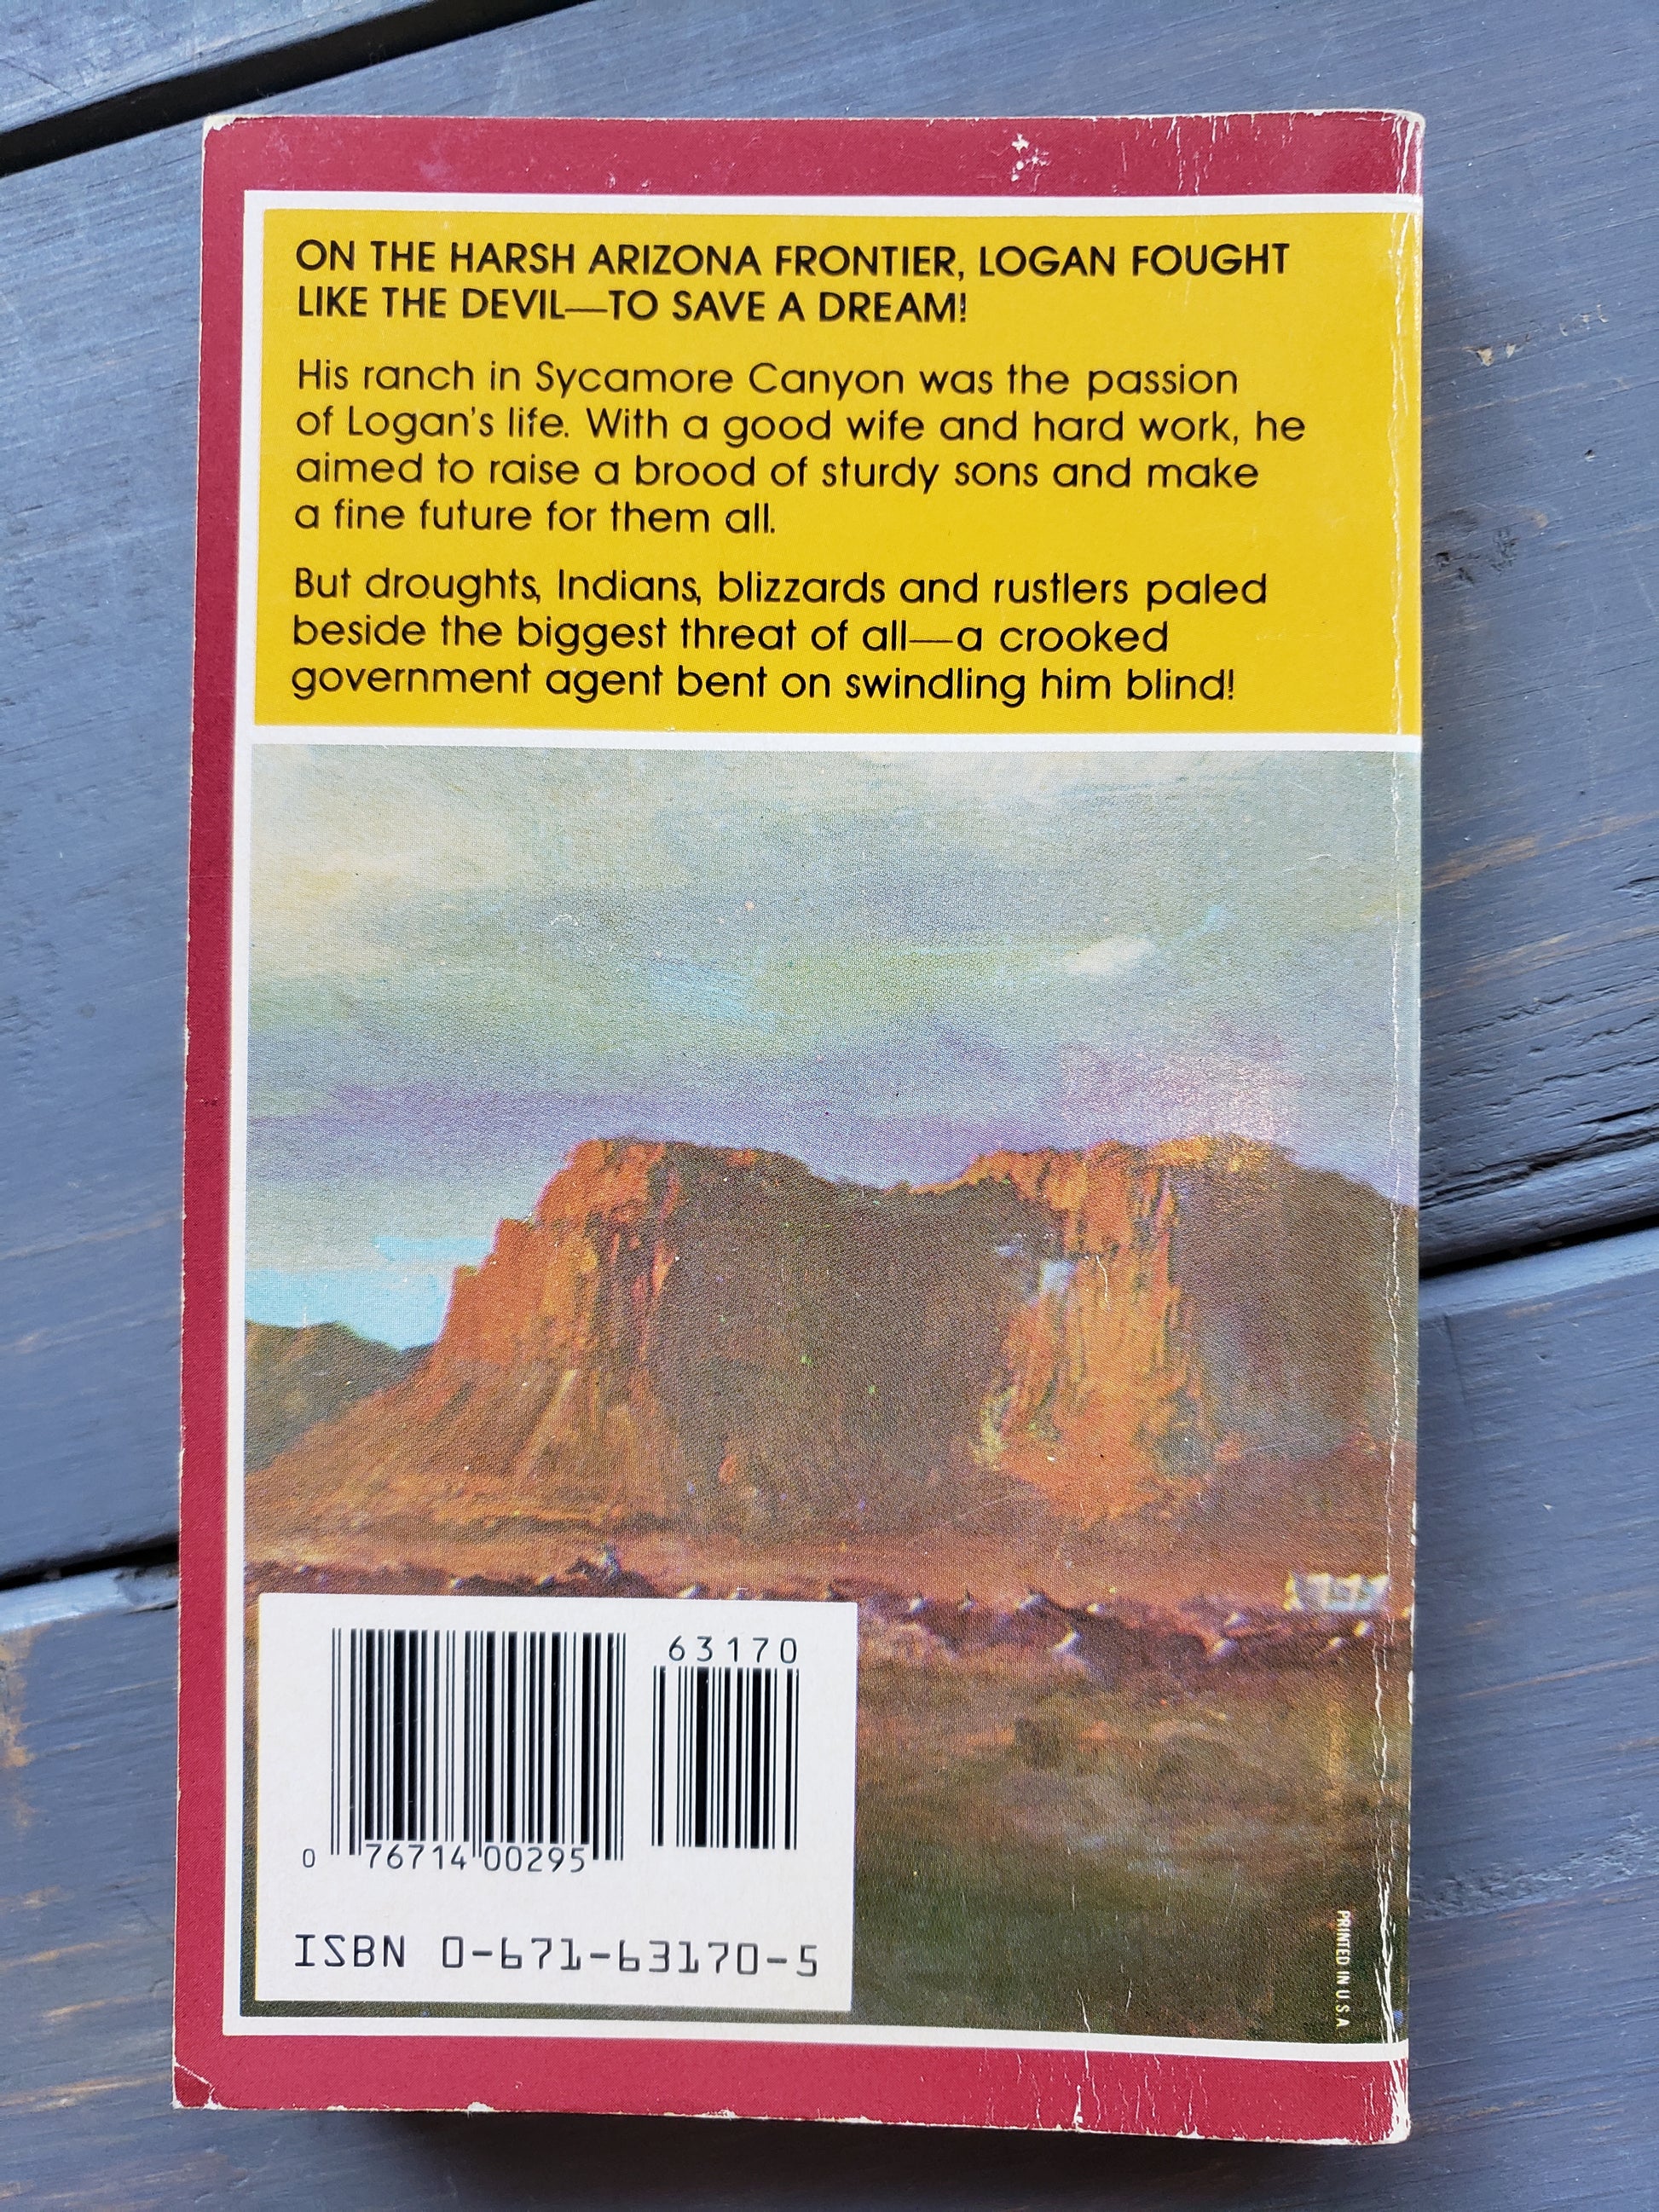 ON THE HARSH ARIZONA FRONTIER, LOGAN FOUGHT
LIKE THE DEVIL—TO SAVE A DREAM!
His ranch in Sycamore Canyon was the passion
of Logan's life. With a good wife and hard work, he
aimed to raise a brood of sturdy sons and make
a fine future for them all.
But droughts, Indians, blizzards and rustlers paled
beside the biggest threat of all—a crooked
government agent bent on swindling him blind!
63170
0 76714 00295
ISBN 0-671-63170-5
PRINTED IN U.S.A.